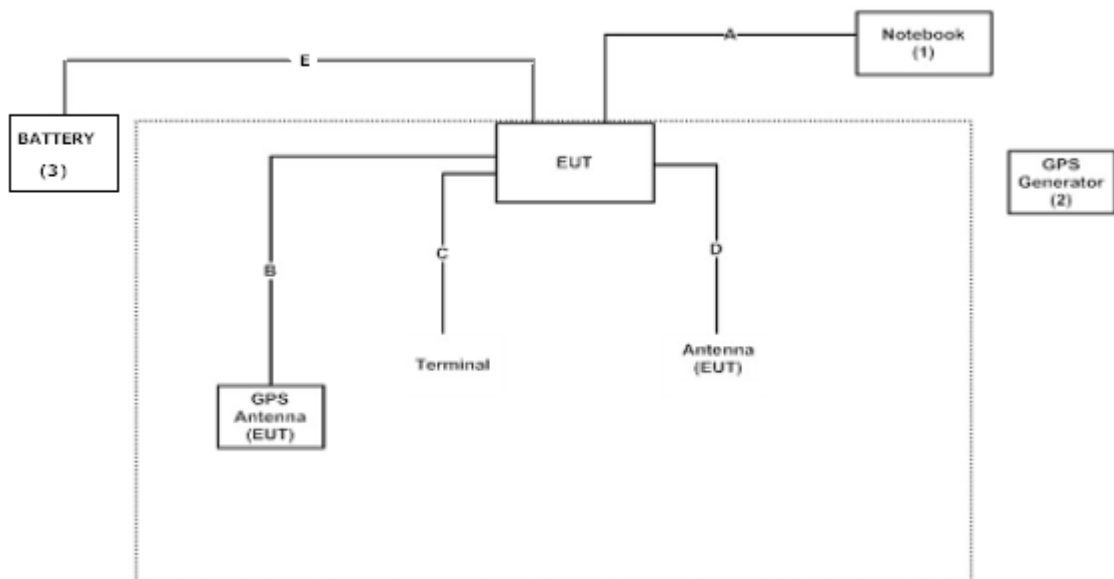 A
Notebook
(1)
E
BATTERY
(3)
EUT
GPS
Generator
(2)
B
C
D
Terminal
Antenna
(EUT)
GPS
Antenna
(EUT)